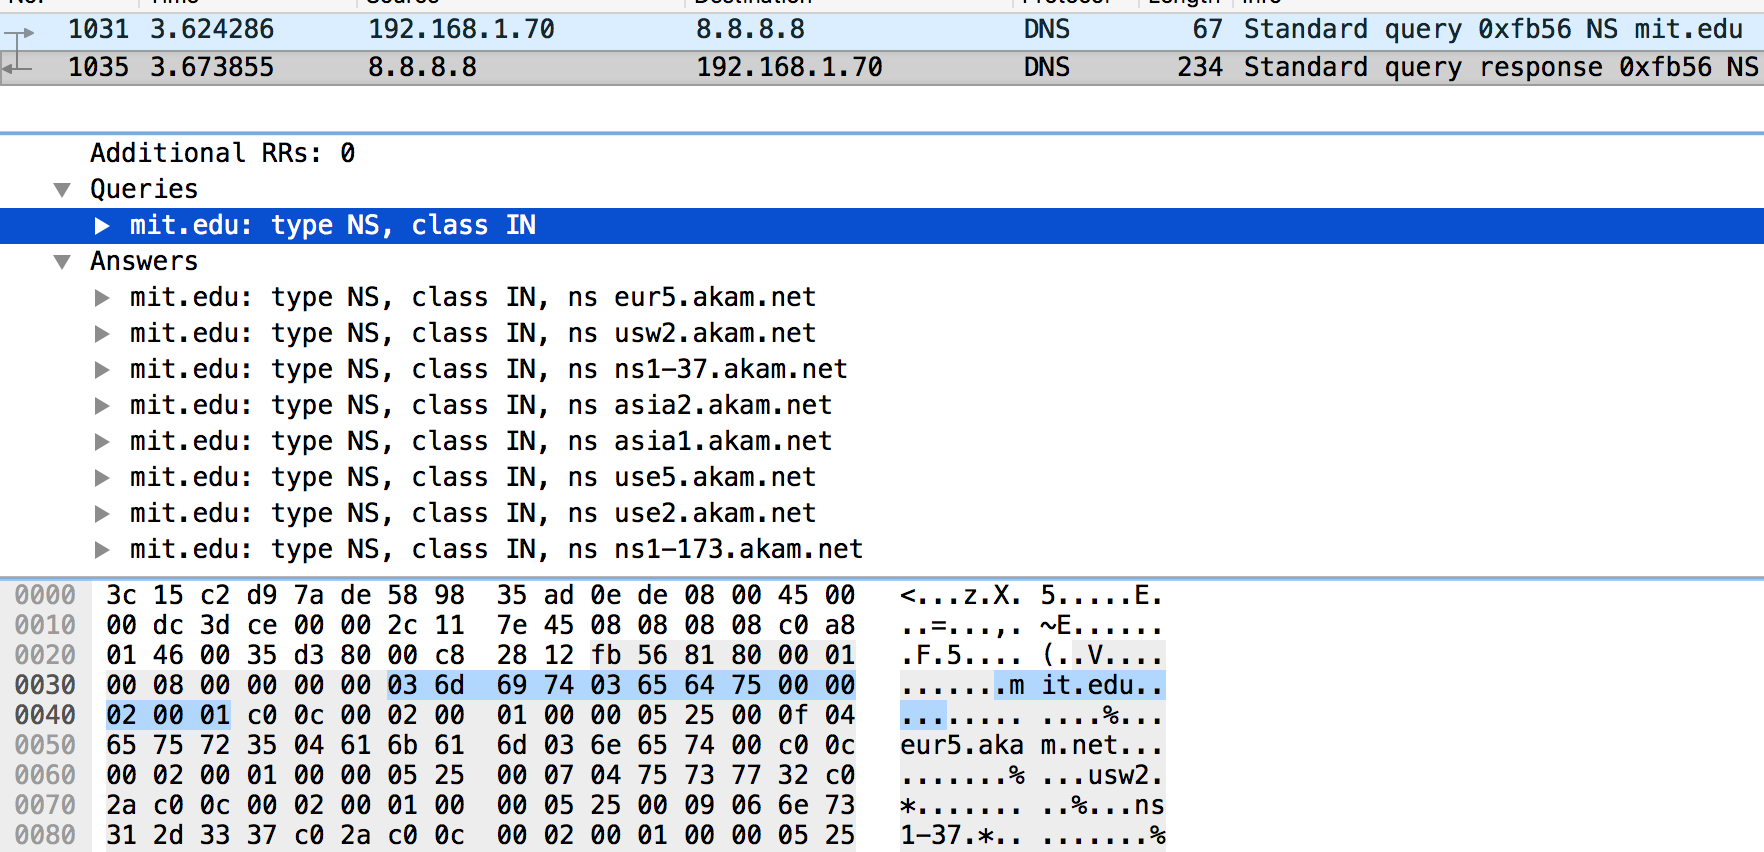 1031 3.624286 192.168.1.70 8.8.8.8 DNS 67 Standard query 0xfb56 NS mit.edu
1035 3.673855 8.8.8.8 192.168.1.70 DNS 234 Standard query response 0xfb56 NS
Additional RRs: 0
Queries
mit.edu: type NS, class IN
Answers
mit.edu: type NS, class IN, ns eur5.akam.net
mit.edu: type NS, class IN, ns usw2.akam.net
mit.edu: type NS, class IN, ns ns1-37.akam.net
mit.edu: type NS, class IN, ns asia2.akam.net
mit.edu: type NS, class IN, ns asia1.akam.net
mit.edu: type NS, class IN, ns use5.akam.net
mit.edu: type NS, class IN, ns use2.akam.net
mit.edu: type NS, class IN, ns ns1-173.akam.net
0000 3c 15 c2 d9 7a de 58 98 35 ad 0e de 08 00 45 00 <...z.X. 5.....E.
0010 00 dc 3d ce 00 00 2c 11 7e 45 08 08 08 08 c0 a8 ..=...,. ~E......
0020 01 46 00 35 d3 80 00 c8 28 12 fb 56 81 80 00 01 .F.5.... (..V....
0030 00 08 00 00 00 00 03 6d 69 74 03 65 64 75 00 00 .......m it.edu..
0040 02 00 01 c0 0c 00 02 00 01 00 00 05 25 00 0f 04 ........ ....%...
0050 65 75 72 35 04 61 6b 61 6d 03 6e 65 74 00 c0 0c eur5.aka m.net...
0060 00 02 00 01 00 00 05 25 00 07 04 75 73 77 32 c0 .......% ...usw2.
0070 2a c0 0c 00 02 00 01 00 00 05 25 00 09 06 6e 73 *....... ..%...ns
0080 31 2d 33 37 c0 2a c0 0c 00 02 00 01 00 00 05 25 1-37.*.. .......%